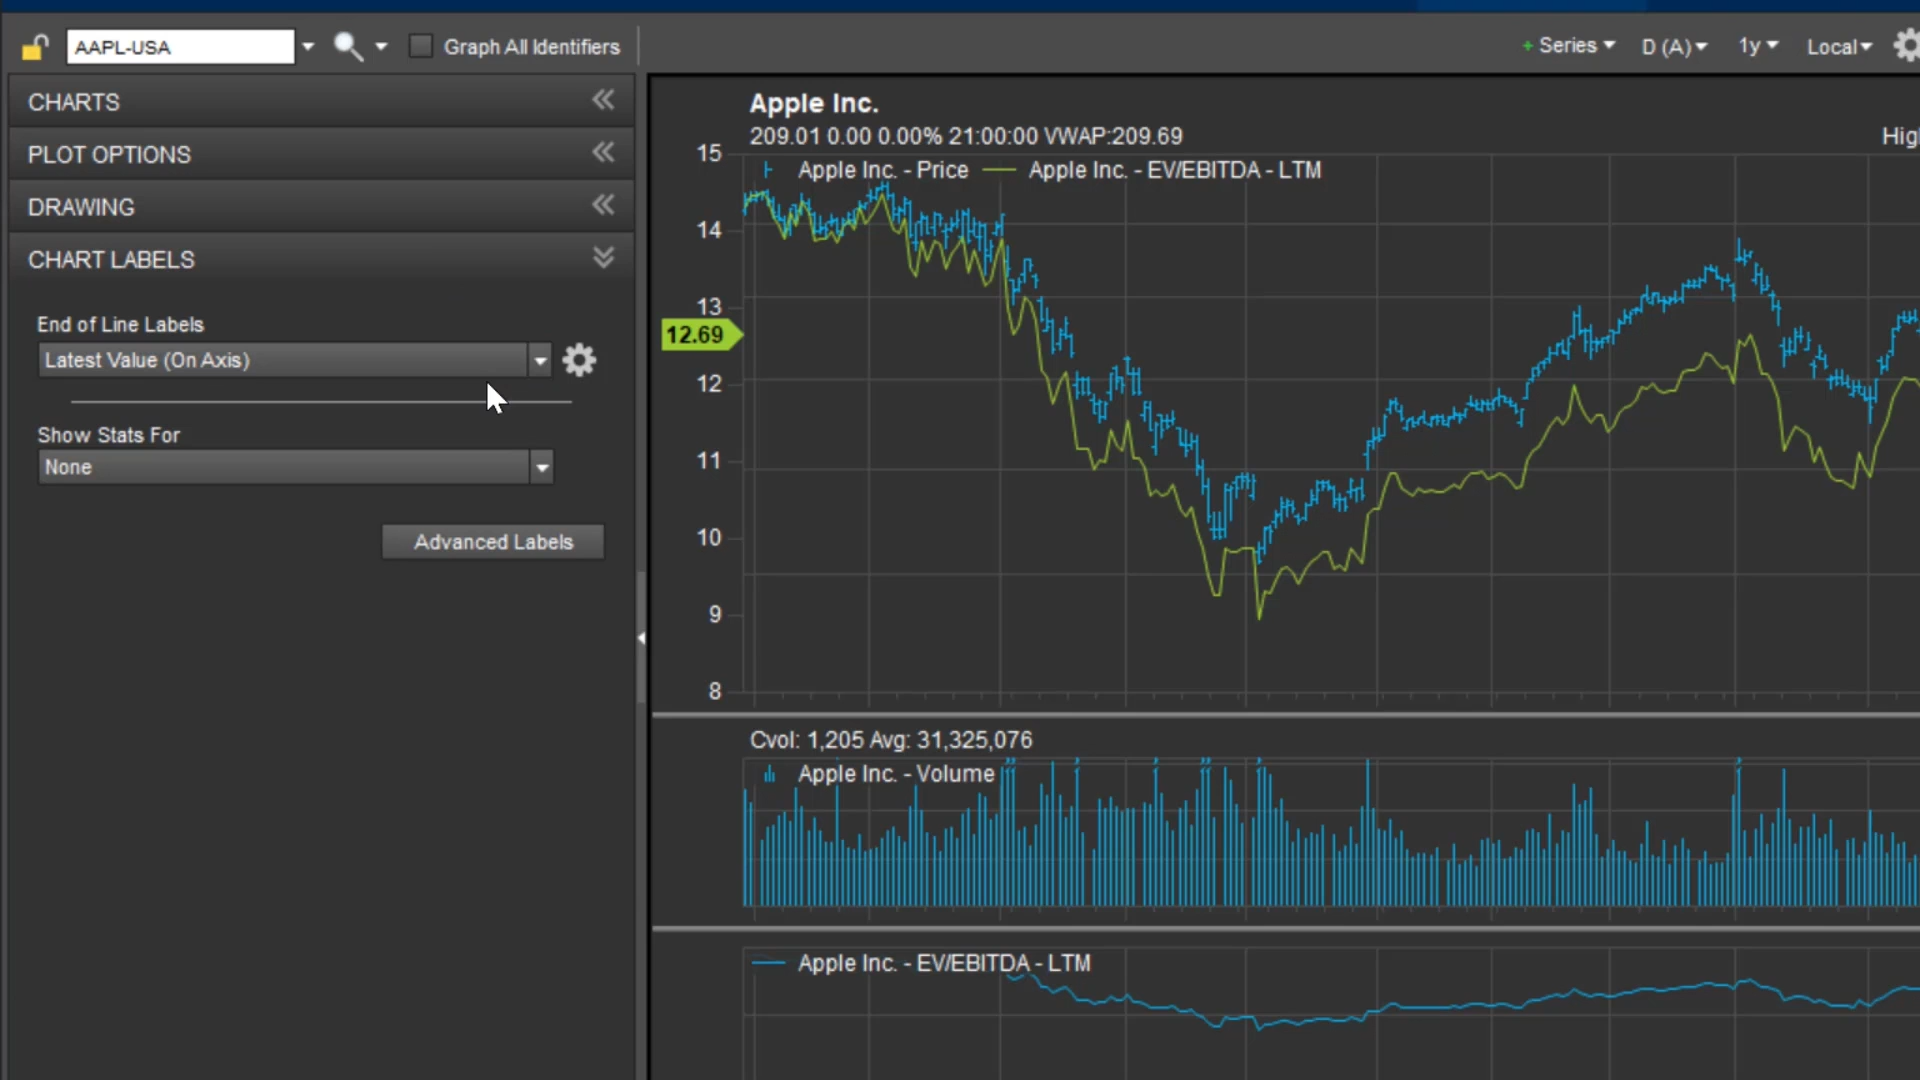 AAPL-USA
Graph All Identifiers
+ Series
D (A)
1y
Local
CHARTS
PLOT OPTIONS
DRAWING
CHART LABELS
End of Line Labels
Latest Value (On Axis)
Show Stats For
None
Advanced Labels
Apple Inc.
209.01 0.00 0.00% 21:00:00 VWAP:209.69
Apple Inc. - Price
Apple Inc. - EV/EBITDA - LTM
15
14
13
12.69
12
11
10
9
8
Cvol: 1,205 Avg: 31,325,076
Apple Inc. - Volume
Apple Inc. - EV/EBITDA - LTM